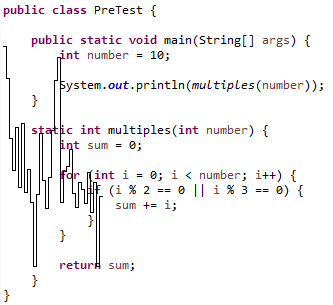 public class PreTest {
public static void main(String[] args) {
int number = 10;
System.out.println(multiples(number));
}
static int multiples(int number) {
int sum = 0;
for (int i = 0; i < number; i++) {
if (i % 2 == 0 || i % 3 == 0) {
sum += i;
}
}
return sum;
}
}